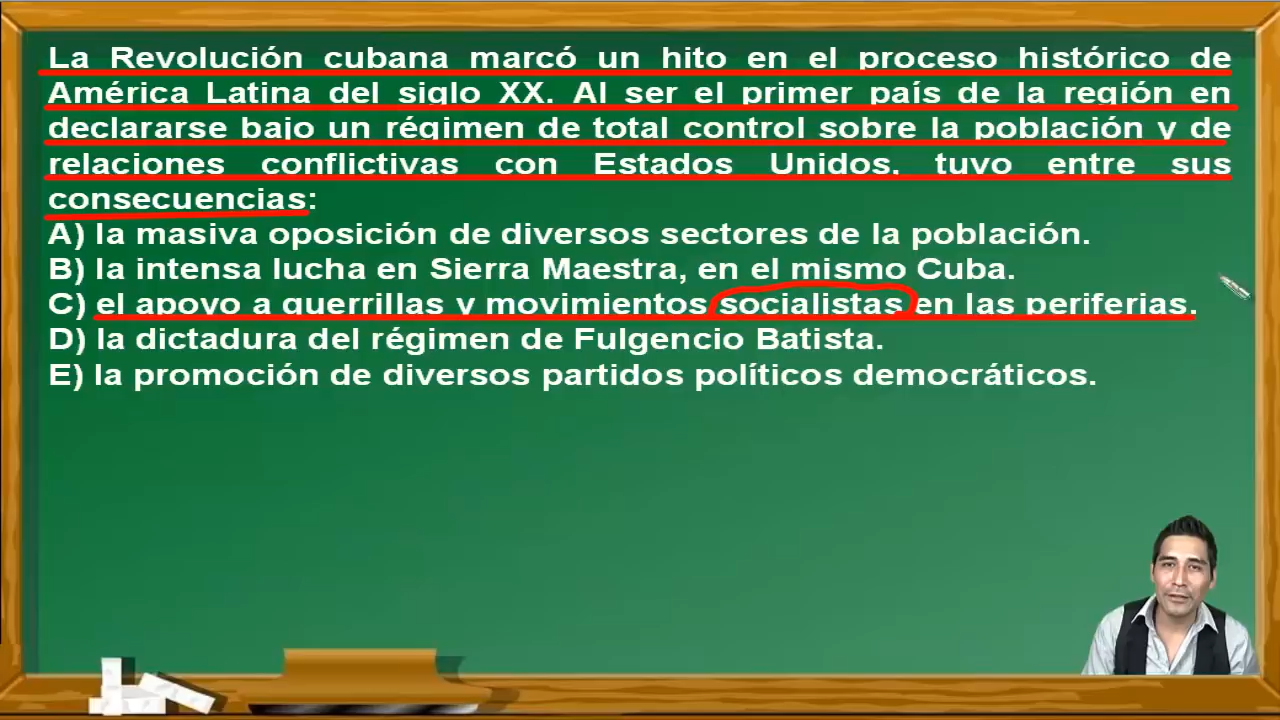 La Revolución cubana marcó un hito en el proceso histórico de
América Latina del siglo XX. Al ser el primer país de la región en
declararse bajo un régimen de total control sobre la población y de
relaciones conflictivas con Estados Unidos, tuvo entre sus
consecuencias:
A) la masiva oposición de diversos sectores de la población.
B) la intensa lucha en Sierra Maestra, en el mismo Cuba.
C) el apoyo a guerrillas y movimientos socialistas en las periferias.
D) la dictadura del régimen de Fulgencio Batista.
E) la promoción de diversos partidos políticos democráticos.